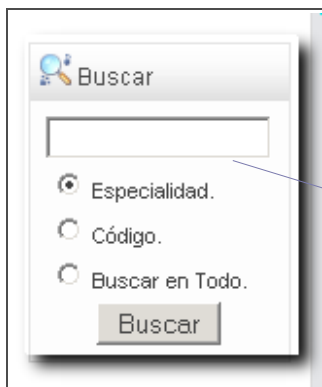 Buscar
Especialidad.
Código.
Buscar en Todo.
Buscar